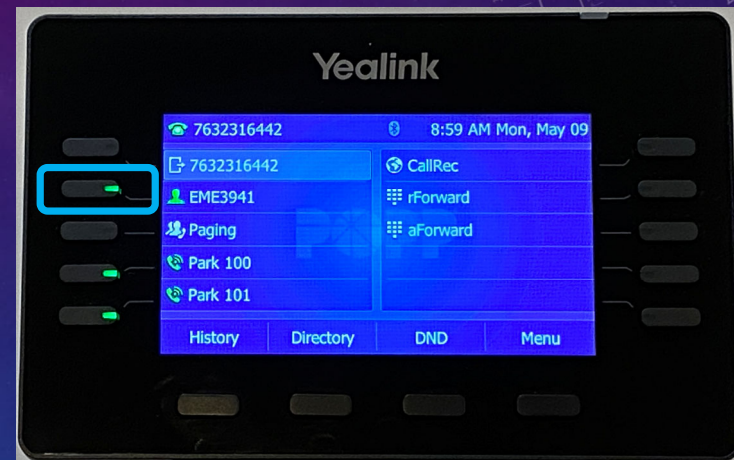 Yealink
7632316442 8:59 AM Mon, May 09
7632316442 CallRec
EME3941 rForward
Paging aForward
POPP
Park 100
Park 101
History Directory DND Menu